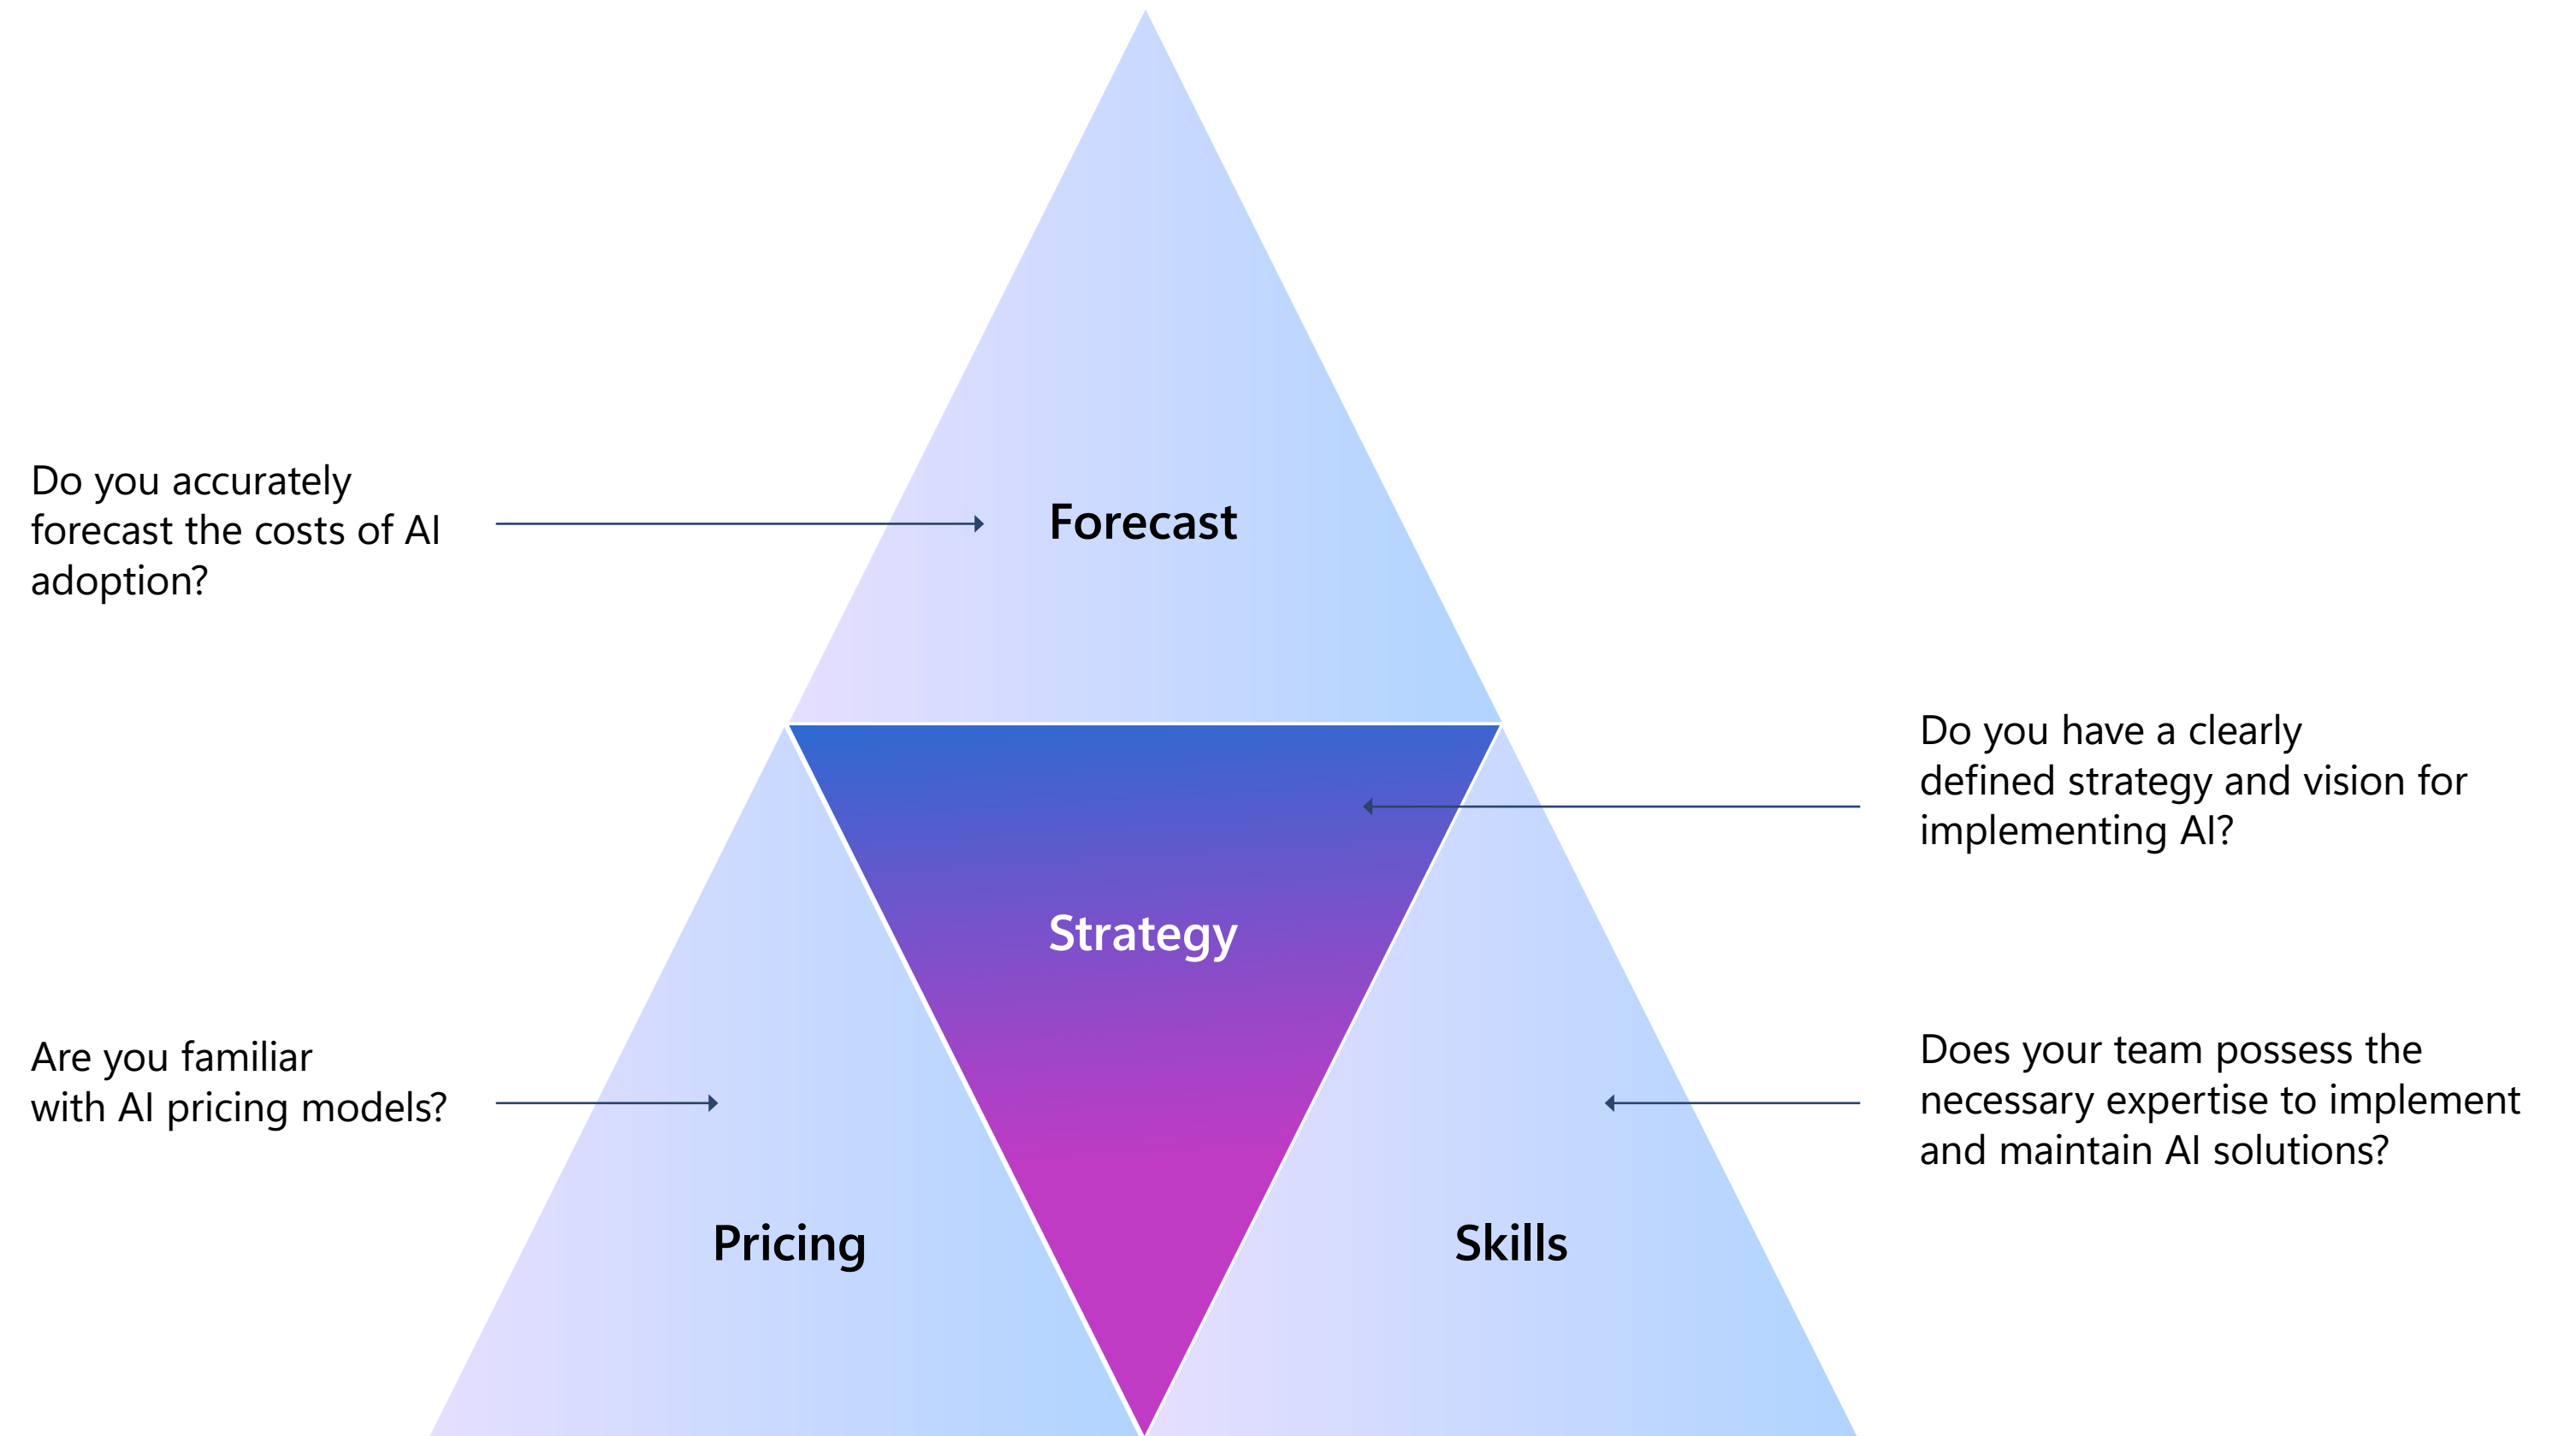 Do you accurately
forecast the costs of AI
adoption?
Forecast
Do you have a clearly
defined strategy and vision for
implementing AI?
Strategy
Are you familiar
with AI pricing models?
Does your team possess the
necessary expertise to implement
and maintain AI solutions?
Pricing
Skills